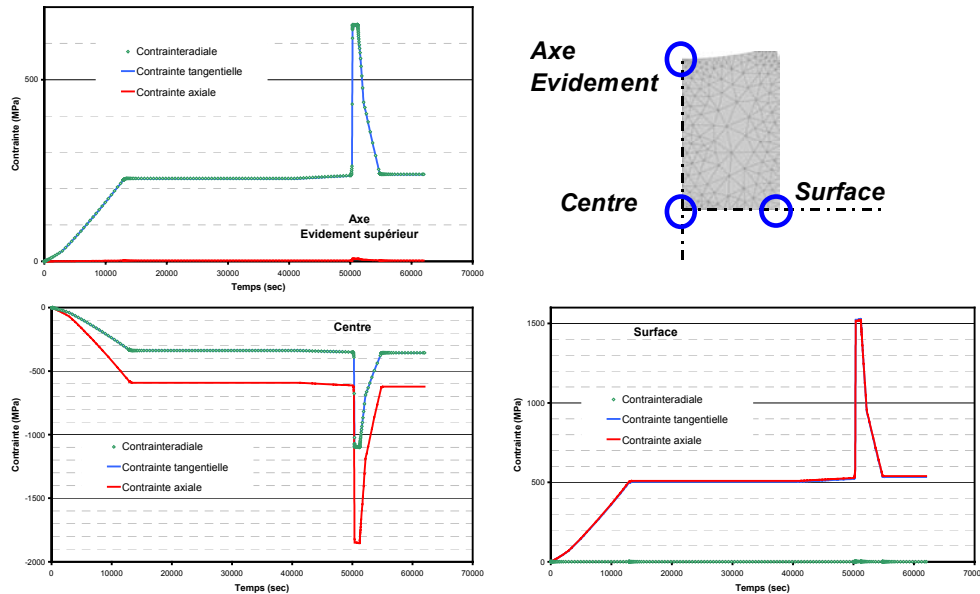 Contrainte (MPa)
500
0
Contrainteradiale
Contrainte tangentielle
Contrainte axiale
Axe
Evidement supérieur
0 10000 20000 30000 40000 50000 60000 70000
Temps (sec)
Axe
Evidement
Centre
Surface
Contrainte (MPa)
0
-500
-1000
-1500
-2000
0 10000 20000 30000 40000 50000 60000 70000
Centre
Contrainteradiale
Contrainte tangentielle
Contrainte axiale
Temps (sec)
Contrainte (MPa)
1500
1000
500
0
Surface
Contrainteradiale
Contrainte tangentielle
Contrainte axiale
0 10000 20000 30000 40000 50000 60000 7000
Temps (sec)